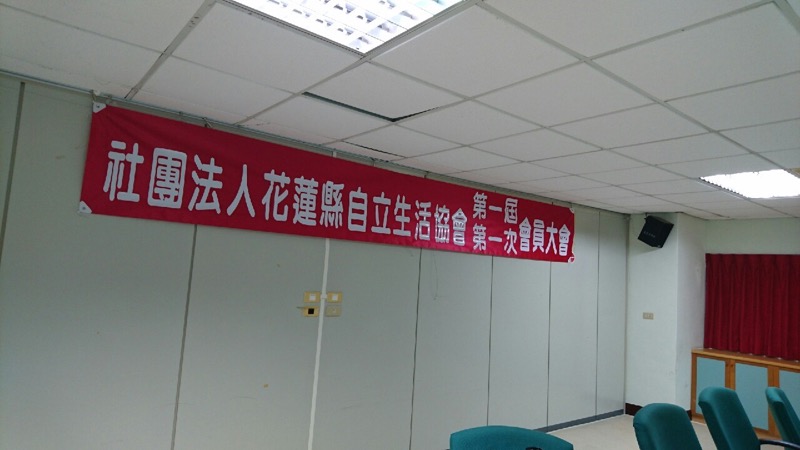 社團法人花蓮縣自立生活協會
第一屆
第一次
會員大會